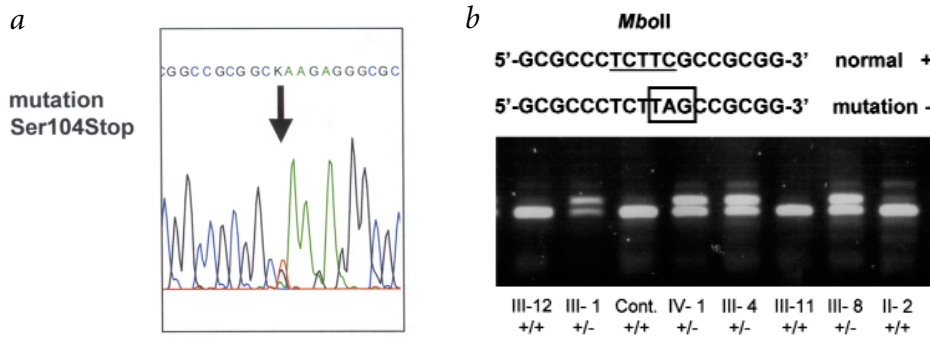 a
mutation
Ser104Stop
CGGCCGCGGCKAAGAGGGCGC
b
MboII
5’-GCGCCCTCTTCGCCGCGG-3’ normal +
5’-GCGCCCTCTTAGCCGCGG-3’ mutation -
III-12 III- 1 Cont. IV- 1 III- 4 III-11 III- 8 II- 2
+/+ +/- +/+ +/- +/- +/+ +/- +/+